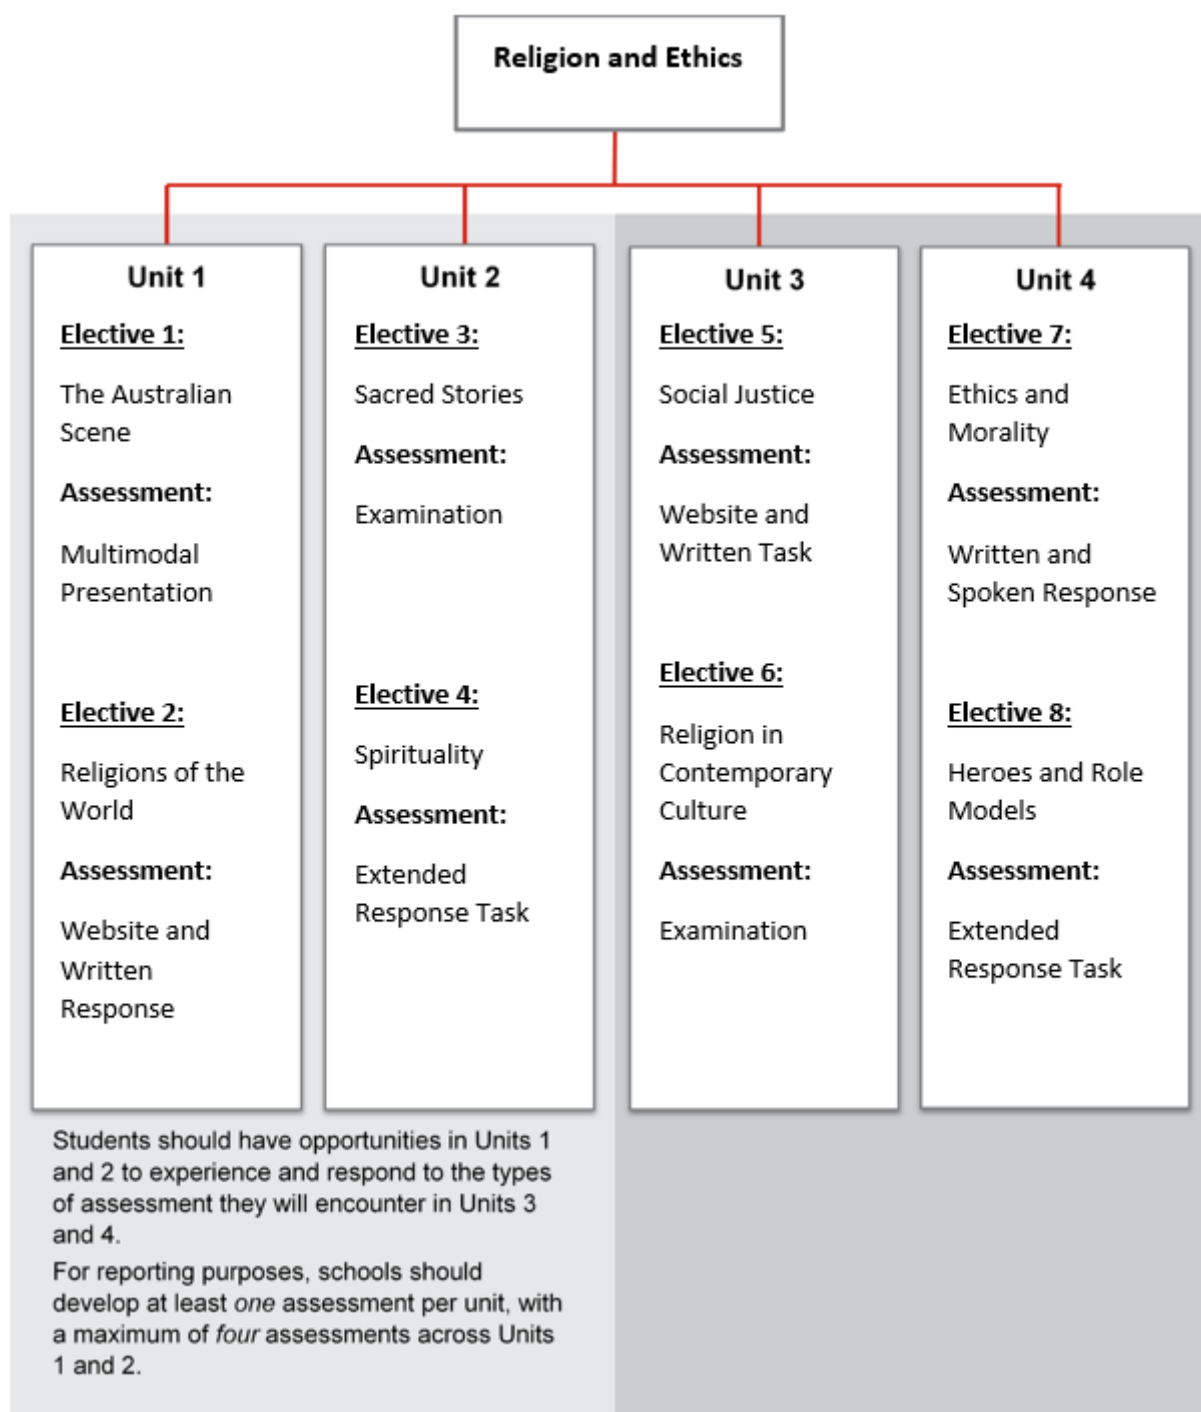 Religion and Ethics
Unit 1
Elective 1:
The Australian
Scene
Assessment:
Multimodal
Presentation
Elective 2:
Religions of the
World
Assessment:
Website and
Written
Response
Unit 2
Elective 3:
Sacred Stories
Assessment:
Examination
Elective 4:
Spirituality
Assessment:
Extended
Response Task
Unit 3
Elective 5:
Social Justice
Assessment:
Website and
Written Task
Elective 6:
Religion in
Contemporary
Culture
Assessment:
Examination
Unit 4
Elective 7:
Ethics and
Morality
Assessment:
Written and
Spoken Response
Elective 8:
Heroes and Role
Models
Assessment:
Extended
Response Task
Students should have opportunities in Units 1
and 2 to experience and respond to the types
of assessment they will encounter in Units 3
and 4.
For reporting purposes, schools should
develop at least one assessment per unit, with
a maximum of four assessments across Units
1 and 2.